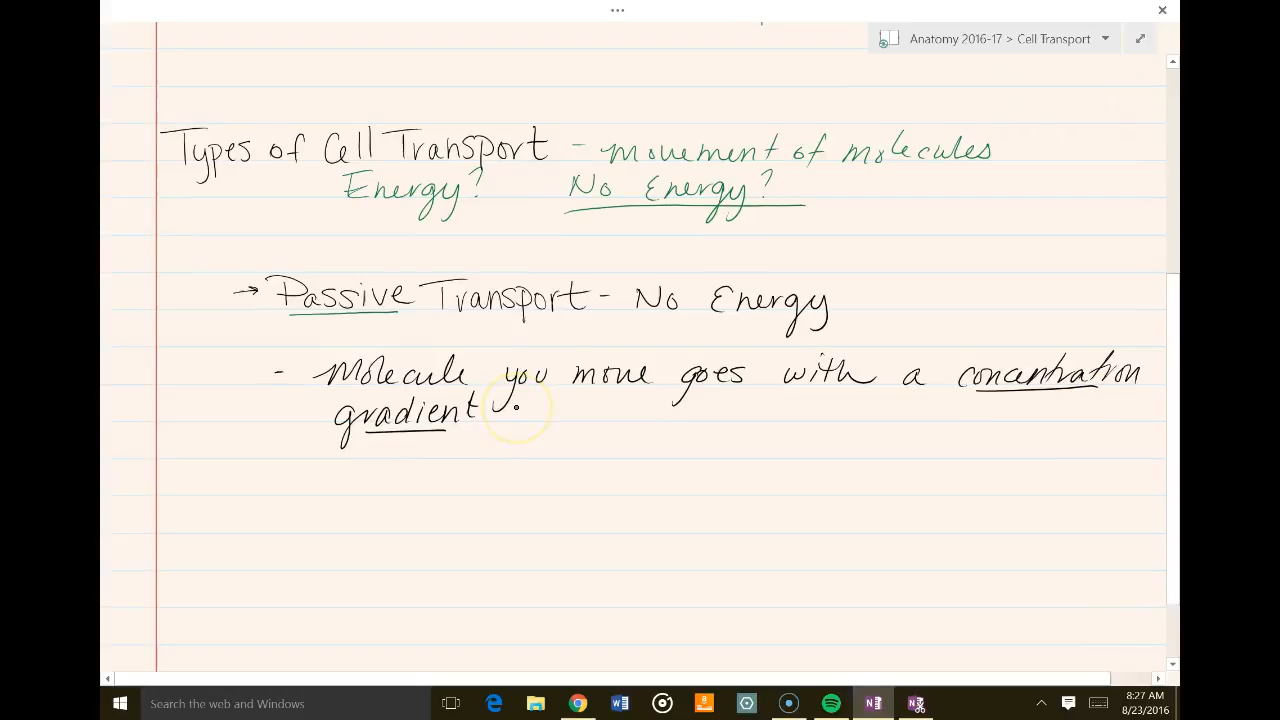 Anatomy 2016-17 > Cell Transport
Types of Cell Transport - movement of molecules
Energy? No Energy?
→ Passive Transport - No Energy
- Molecule you move goes with a concentration
gradient.
Search the web and Windows
8:27 AM
8/23/2016